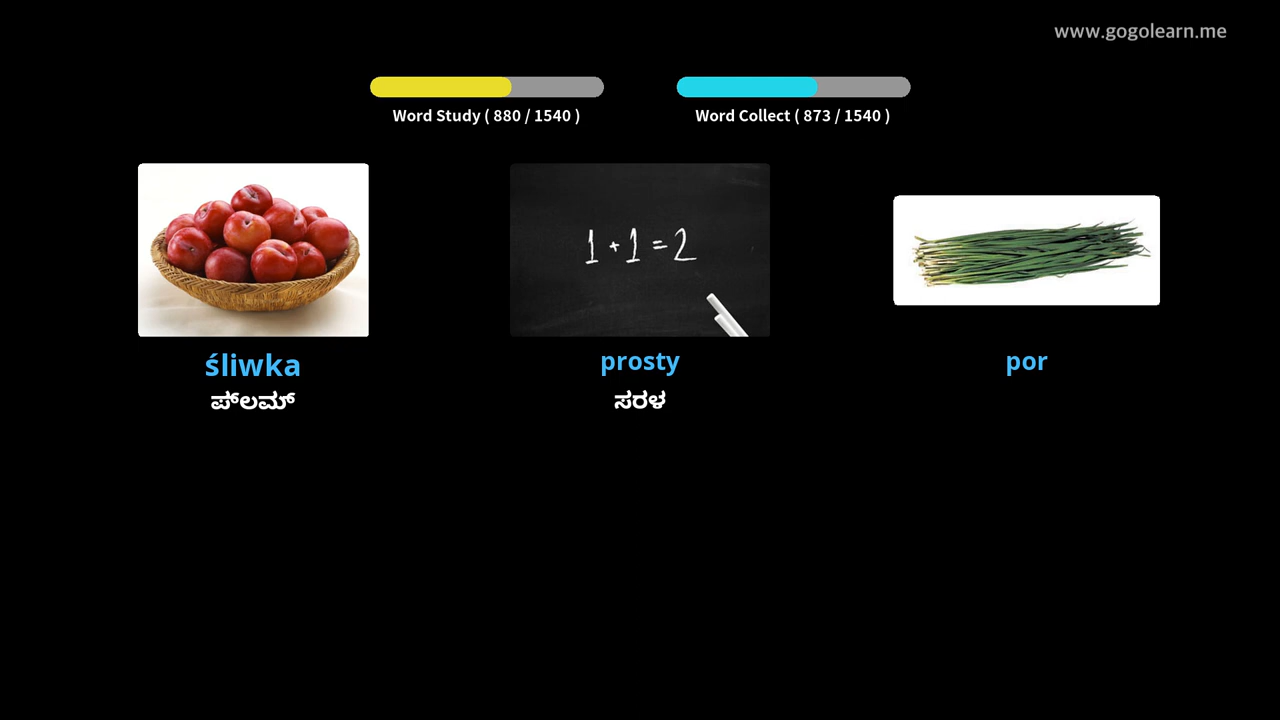 www.gogolearn.me
Word Study ( 880 / 1540 )
Word Collect ( 873 / 1540 )
1 + 1 = 2
śliwka
prosty
por
ಪ್ಲಮ್
ಸರಳ